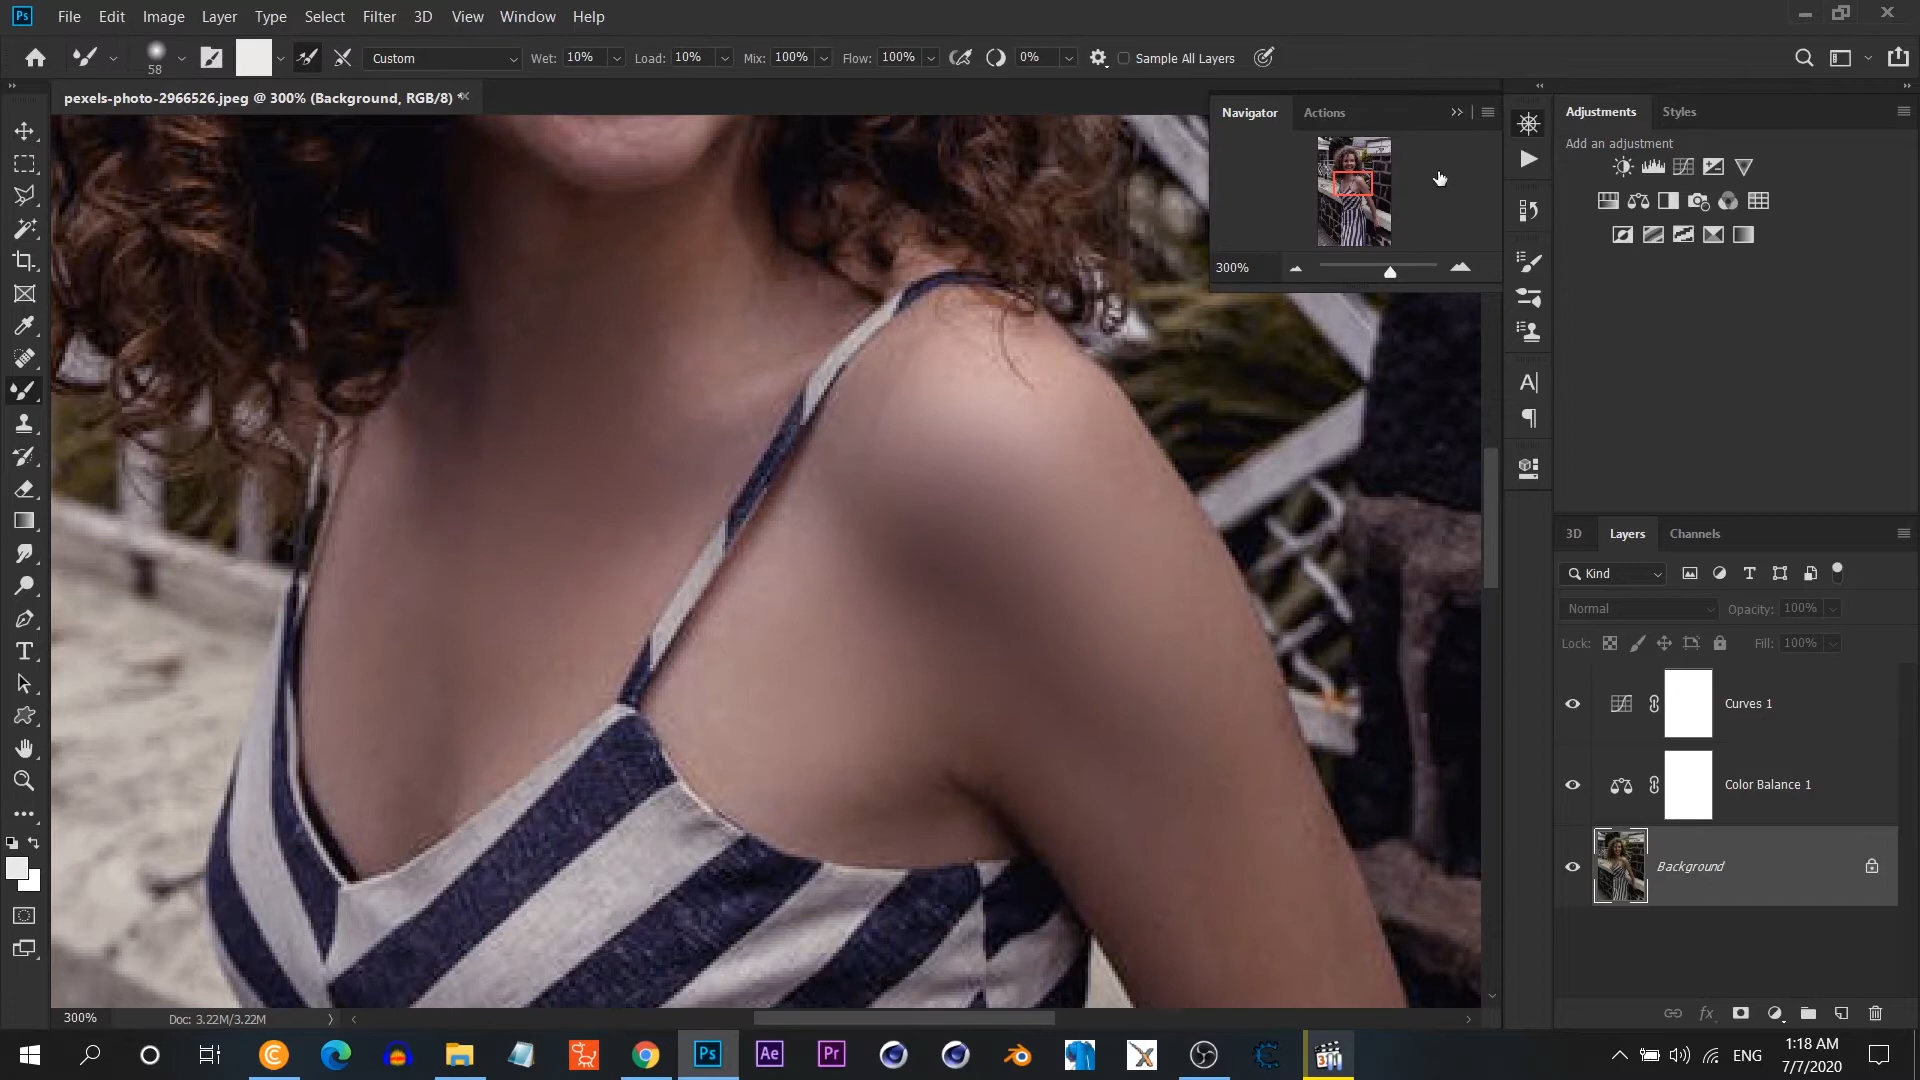 Ps File Edit Image Layer Type Select Filter 3D View Window Help
58 Custom Wet: 10% Load: 10% Mix: 100% Flow: 100% 0% Sample All Layers
pexels-photo-2966526.jpeg @ 300% (Background, RGB/8) *
Navigator Actions
300%
Adjustments Styles
Add an adjustment
3D Layers Channels
Kind
Normal Opacity: 100%
Lock: Fill: 100%
Curves 1
Color Balance 1
Background
300% Doc: 3.22M/3.22M
Ps Ae Pr ENG
1:18 AM
7/7/2020